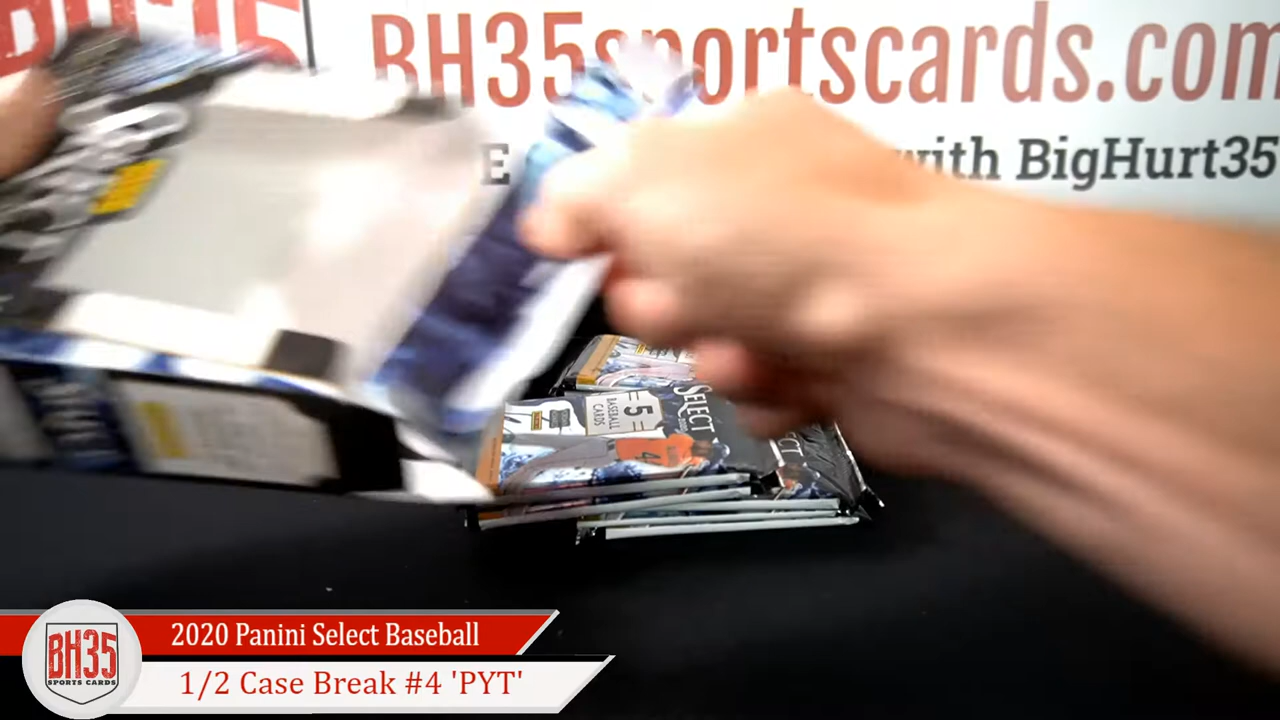 BH35sportscards.com
E with BigHurt35
SELECT
5
BASEBALL
CARDS
2020 Panini Select Baseball
1/2 Case Break #4 'PYT'
BH35
SPORTS CARDS